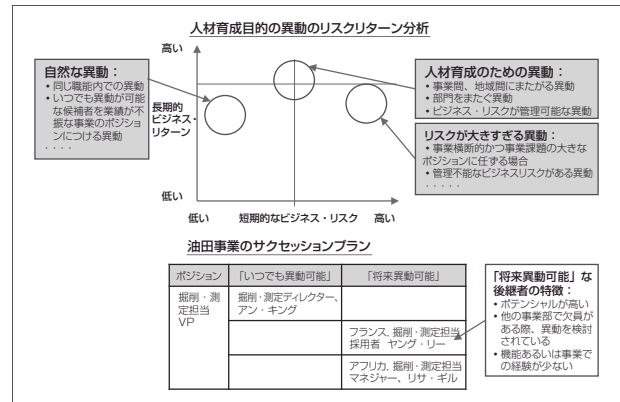 人材育成目的の異動のリスクリターン分析
高い
長期的
ビジネス・
リターン
低い
低い
短期的なビジネス・リスク
高い
自然な異動：
• 同じ職能内での異動
• いつでも異動が可能
な候補者を業績が不
振な事業のポジショ
ンにつける異動
・・・・
人材育成のための異動：
• 事業間、地域間にまたがる異動
• 部門をまたぐ異動
• ビジネス・リスクが管理可能な異動
リスクが大きすぎる異動：
• 事業横断的かつ事業課題の大きな
ポジションに任ずる場合
• 管理不能なビジネスリスクがある異動
・・・・・
油田事業のサクセッションプラン
ポジション
「いつでも異動可能」
「将来異動可能」
掘削・測
定担当
VP
掘削・測定ディレクター、
アン・キング
フランス, 掘削・測定担当
採用者 ヤング・リー
アフリカ, 掘削・測定担当
マネジャー、リサ・ギル
「将来異動可能」な
後継者の特徴：
• ポテンシャルが高い
• 他の事業部で欠員が
ある際、異動を検討
されている
• 機能あるいは事業で
の経験が少ない